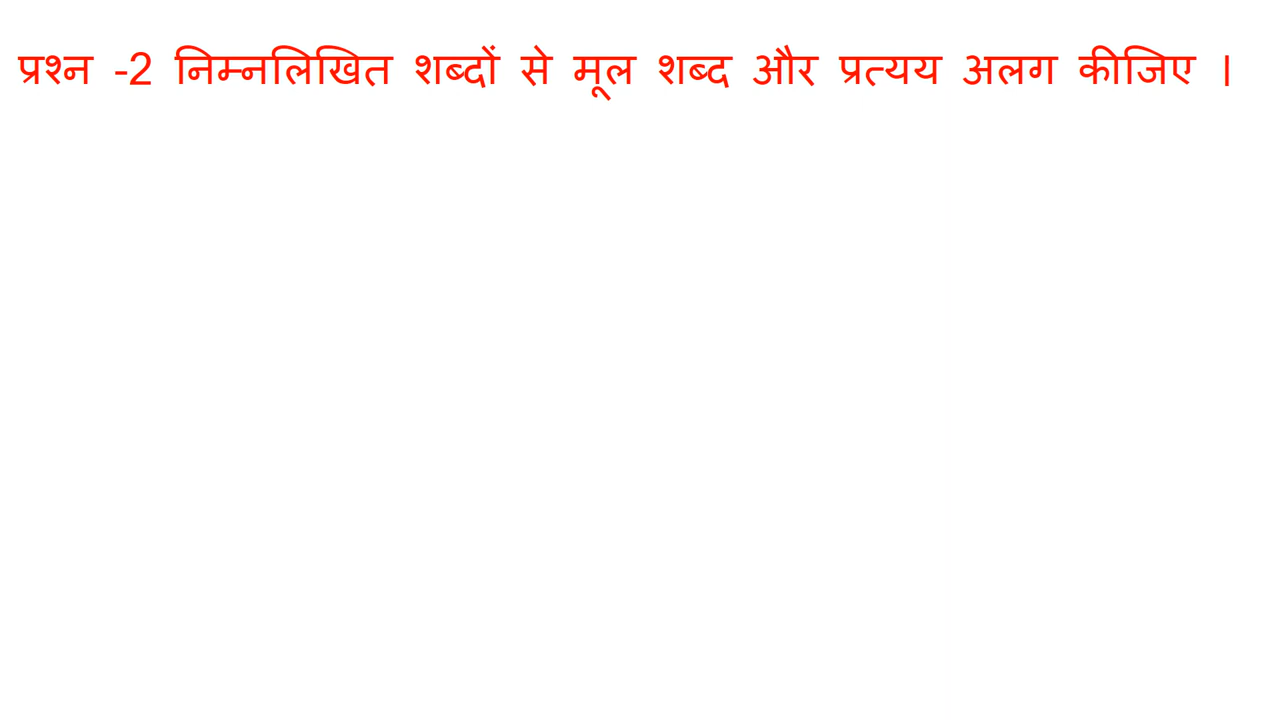 प्रश्न -2 निम्नलिखित शब्दों से मूल शब्द और प्रत्यय अलग कीजिए ।